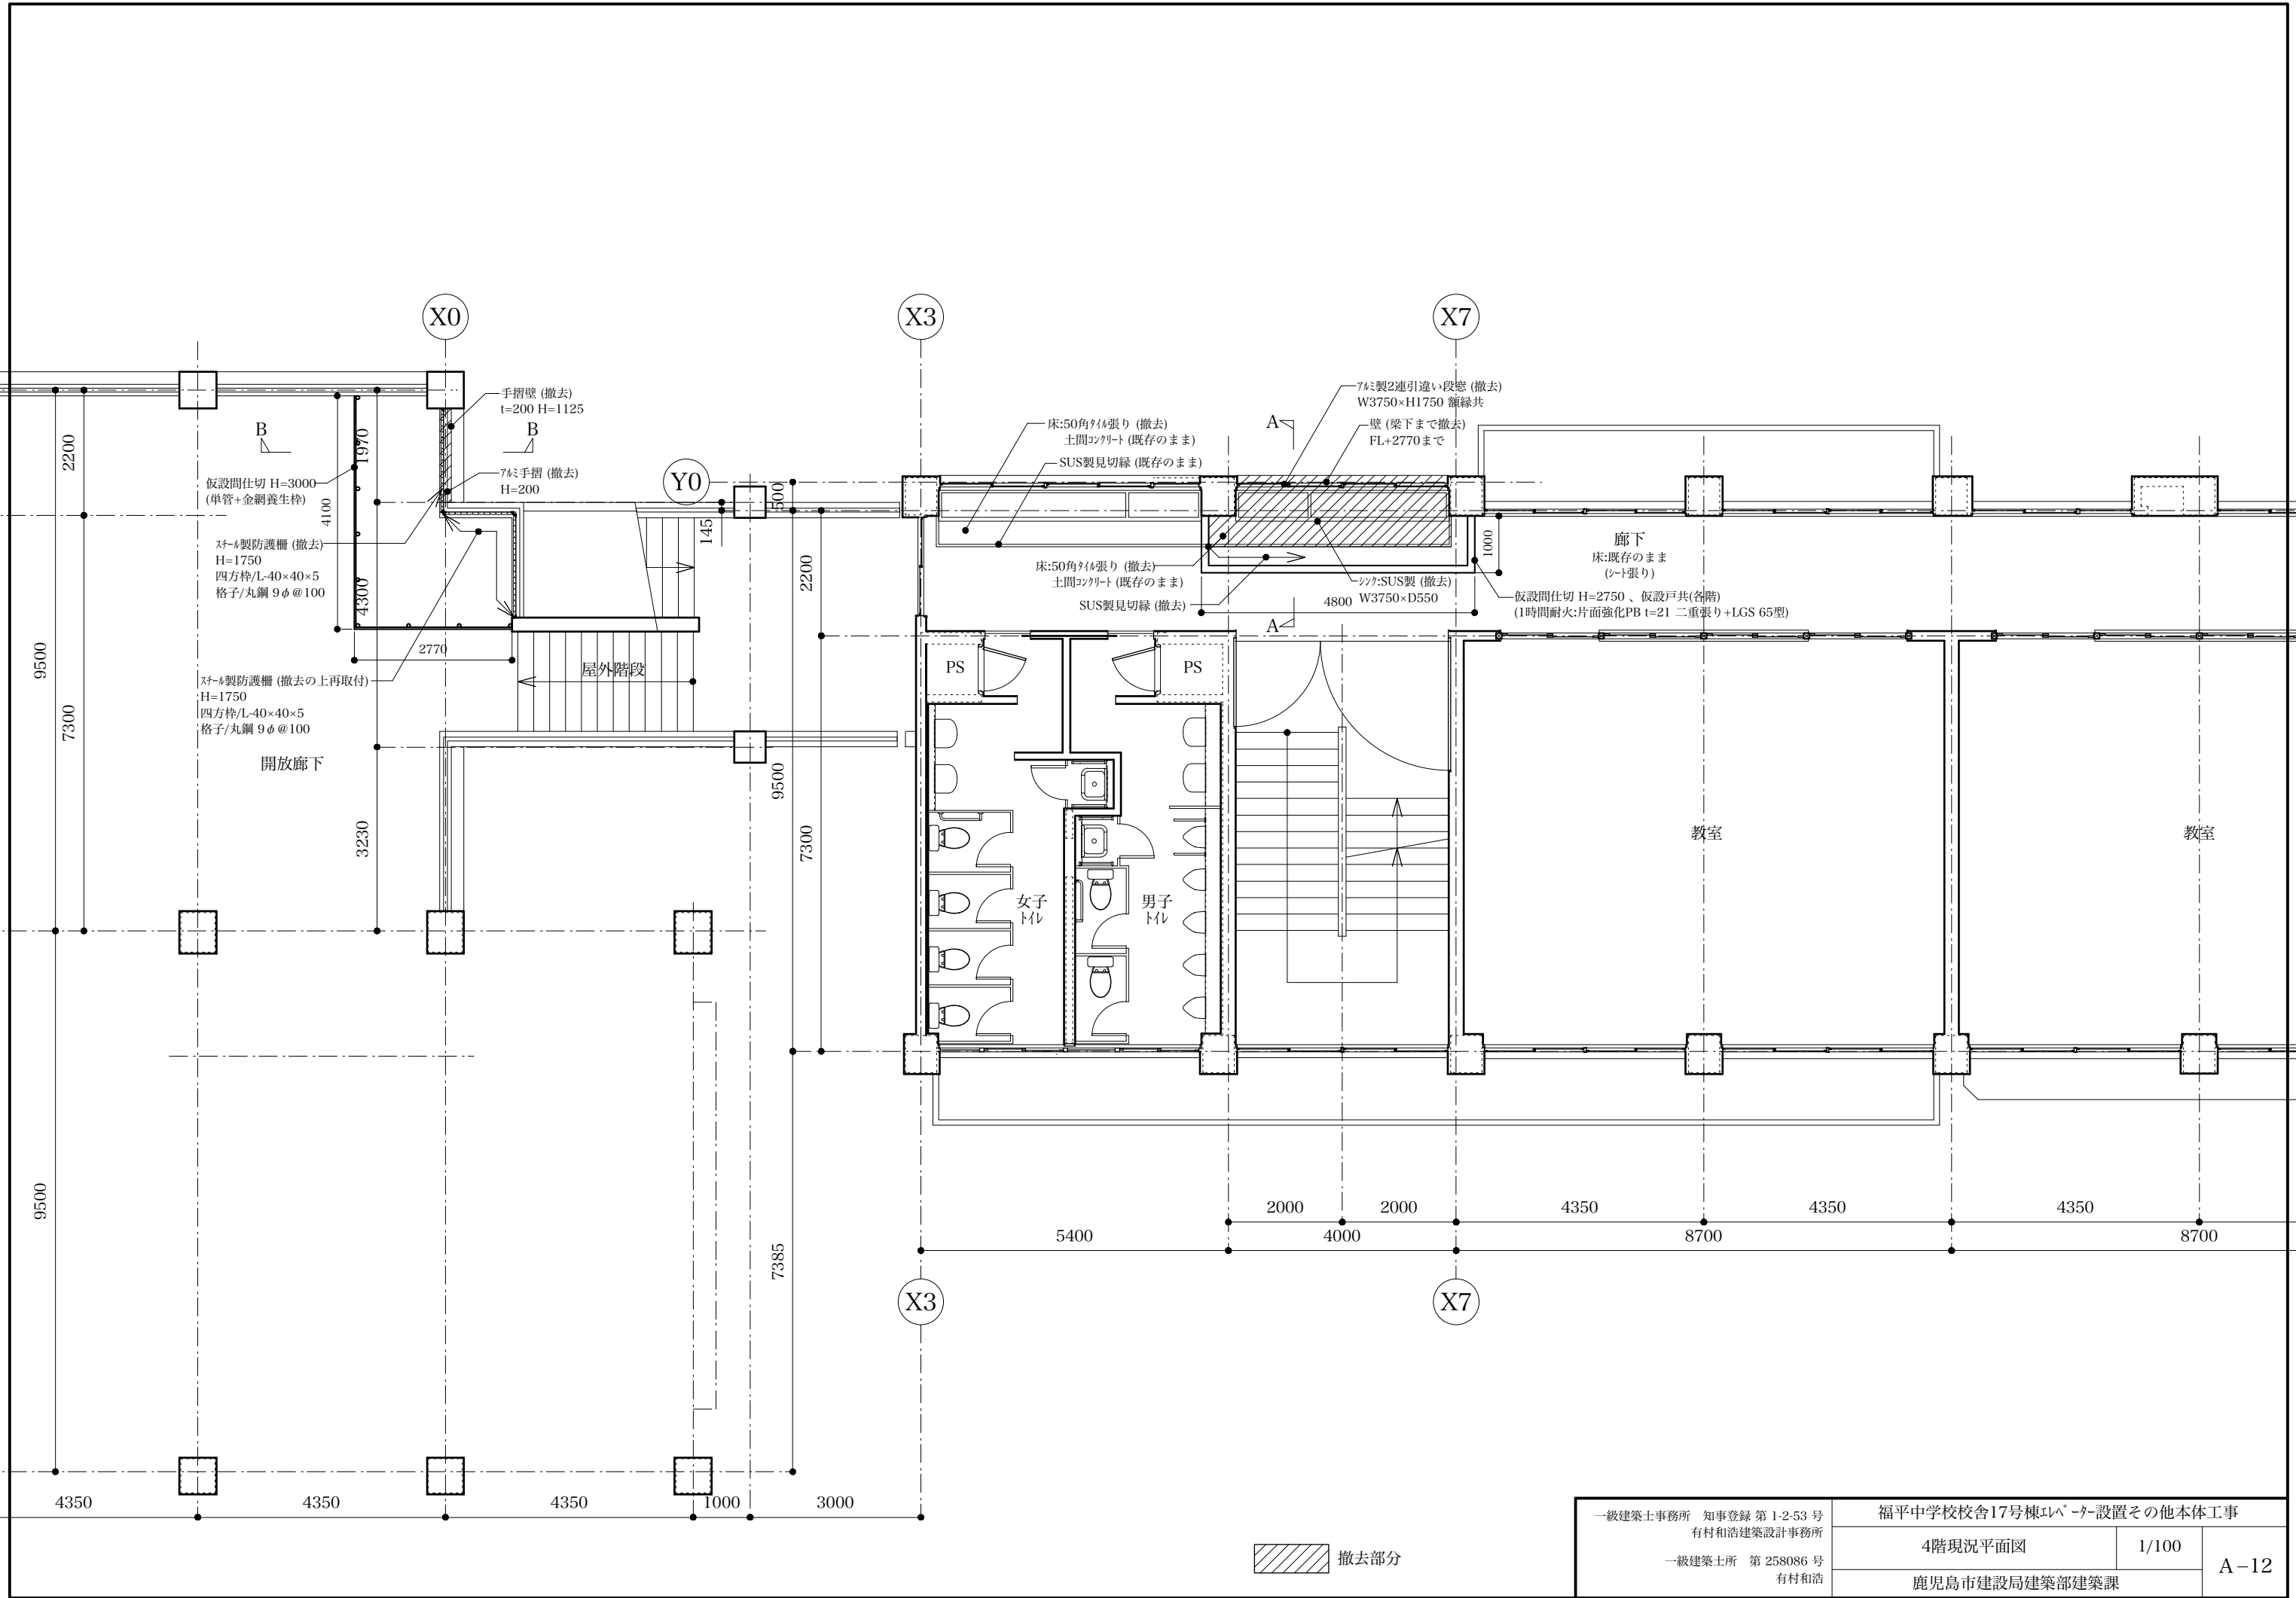 X0
X3
X7
手摺壁 (撤去)
t=200 H=1125
B
B
1970
2200
仮設間仕切 H=3000
(単管+金網養生枠)
4100
ｱﾙﾐ手摺 (撤去)
H=200
ｽﾁｰﾙ製防護柵 (撤去)
H=1750
四方枠/L-40×40×5
格子/丸鋼 9φ@100
4300
2770
ｽﾁｰﾙ製防護柵 (撤去の上再取付)
H=1750
四方枠/L-40×40×5
格子/丸鋼 9φ@100
開放廊下
屋外階段
9500
7300
3230
9500
Y0
500
145
2200
9500
7300
7385
床:50角ﾀｲﾙ張り (撤去)
土間ｺﾝｸﾘｰﾄ (既存のまま)
SUS製見切縁 (既存のまま)
A
ｱﾙﾐ製2連引違い段窓 (撤去)
W3750×H1750 額縁共
壁 (梁下まで撤去)
FL+2770まで
床:50角ﾀｲﾙ張り (撤去)
土間ｺﾝｸﾘｰﾄ (既存のまま)
SUS製見切縁 (撤去)
A
ｼﾝｸ:SUS製 (撤去)
W3750×D550
4800
1000
廊下
床:既存のまま
(ｼｰﾄ張り)
仮設間仕切 H=2750 、仮設戸共(各階)
(1時間耐火:片面強化PB t=21 二重張り+LGS 65型)
PS
PS
女子
ﾄｲﾚ
男子
ﾄｲﾚ
教室
教室
2000
2000
4350
4350
4350
5400
4000
8700
8700
X3
X7
4350
4350
4350
1000
3000
撤去部分
一級建築士事務所 知事登録 第 1-2-53 号
有村和浩建築設計事務所
一級建築士所 第 258086 号
有村和浩
福平中学校校舎17号棟ｴﾚﾍﾞｰﾀｰ設置その他本体工事
4階現況平面図
1/100
A-12
鹿児島市建設局建築部建築課